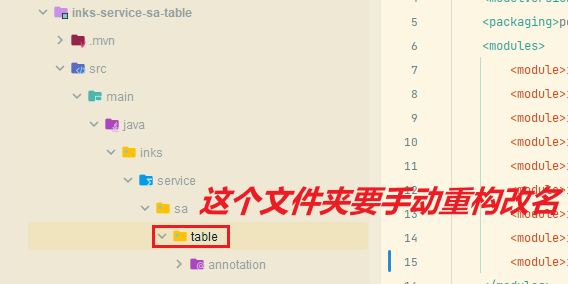 inks-service-sa-table
.mvn
src
main
java
inks
service
sa
table
annotation
这个文件夹要手动重构改名
5 <packaging>po
6 <modules>
7 <module>
8 <module>
9 <module>
10 <module>
11 <module>
12
13 <module>
14 <module>
15 <module>